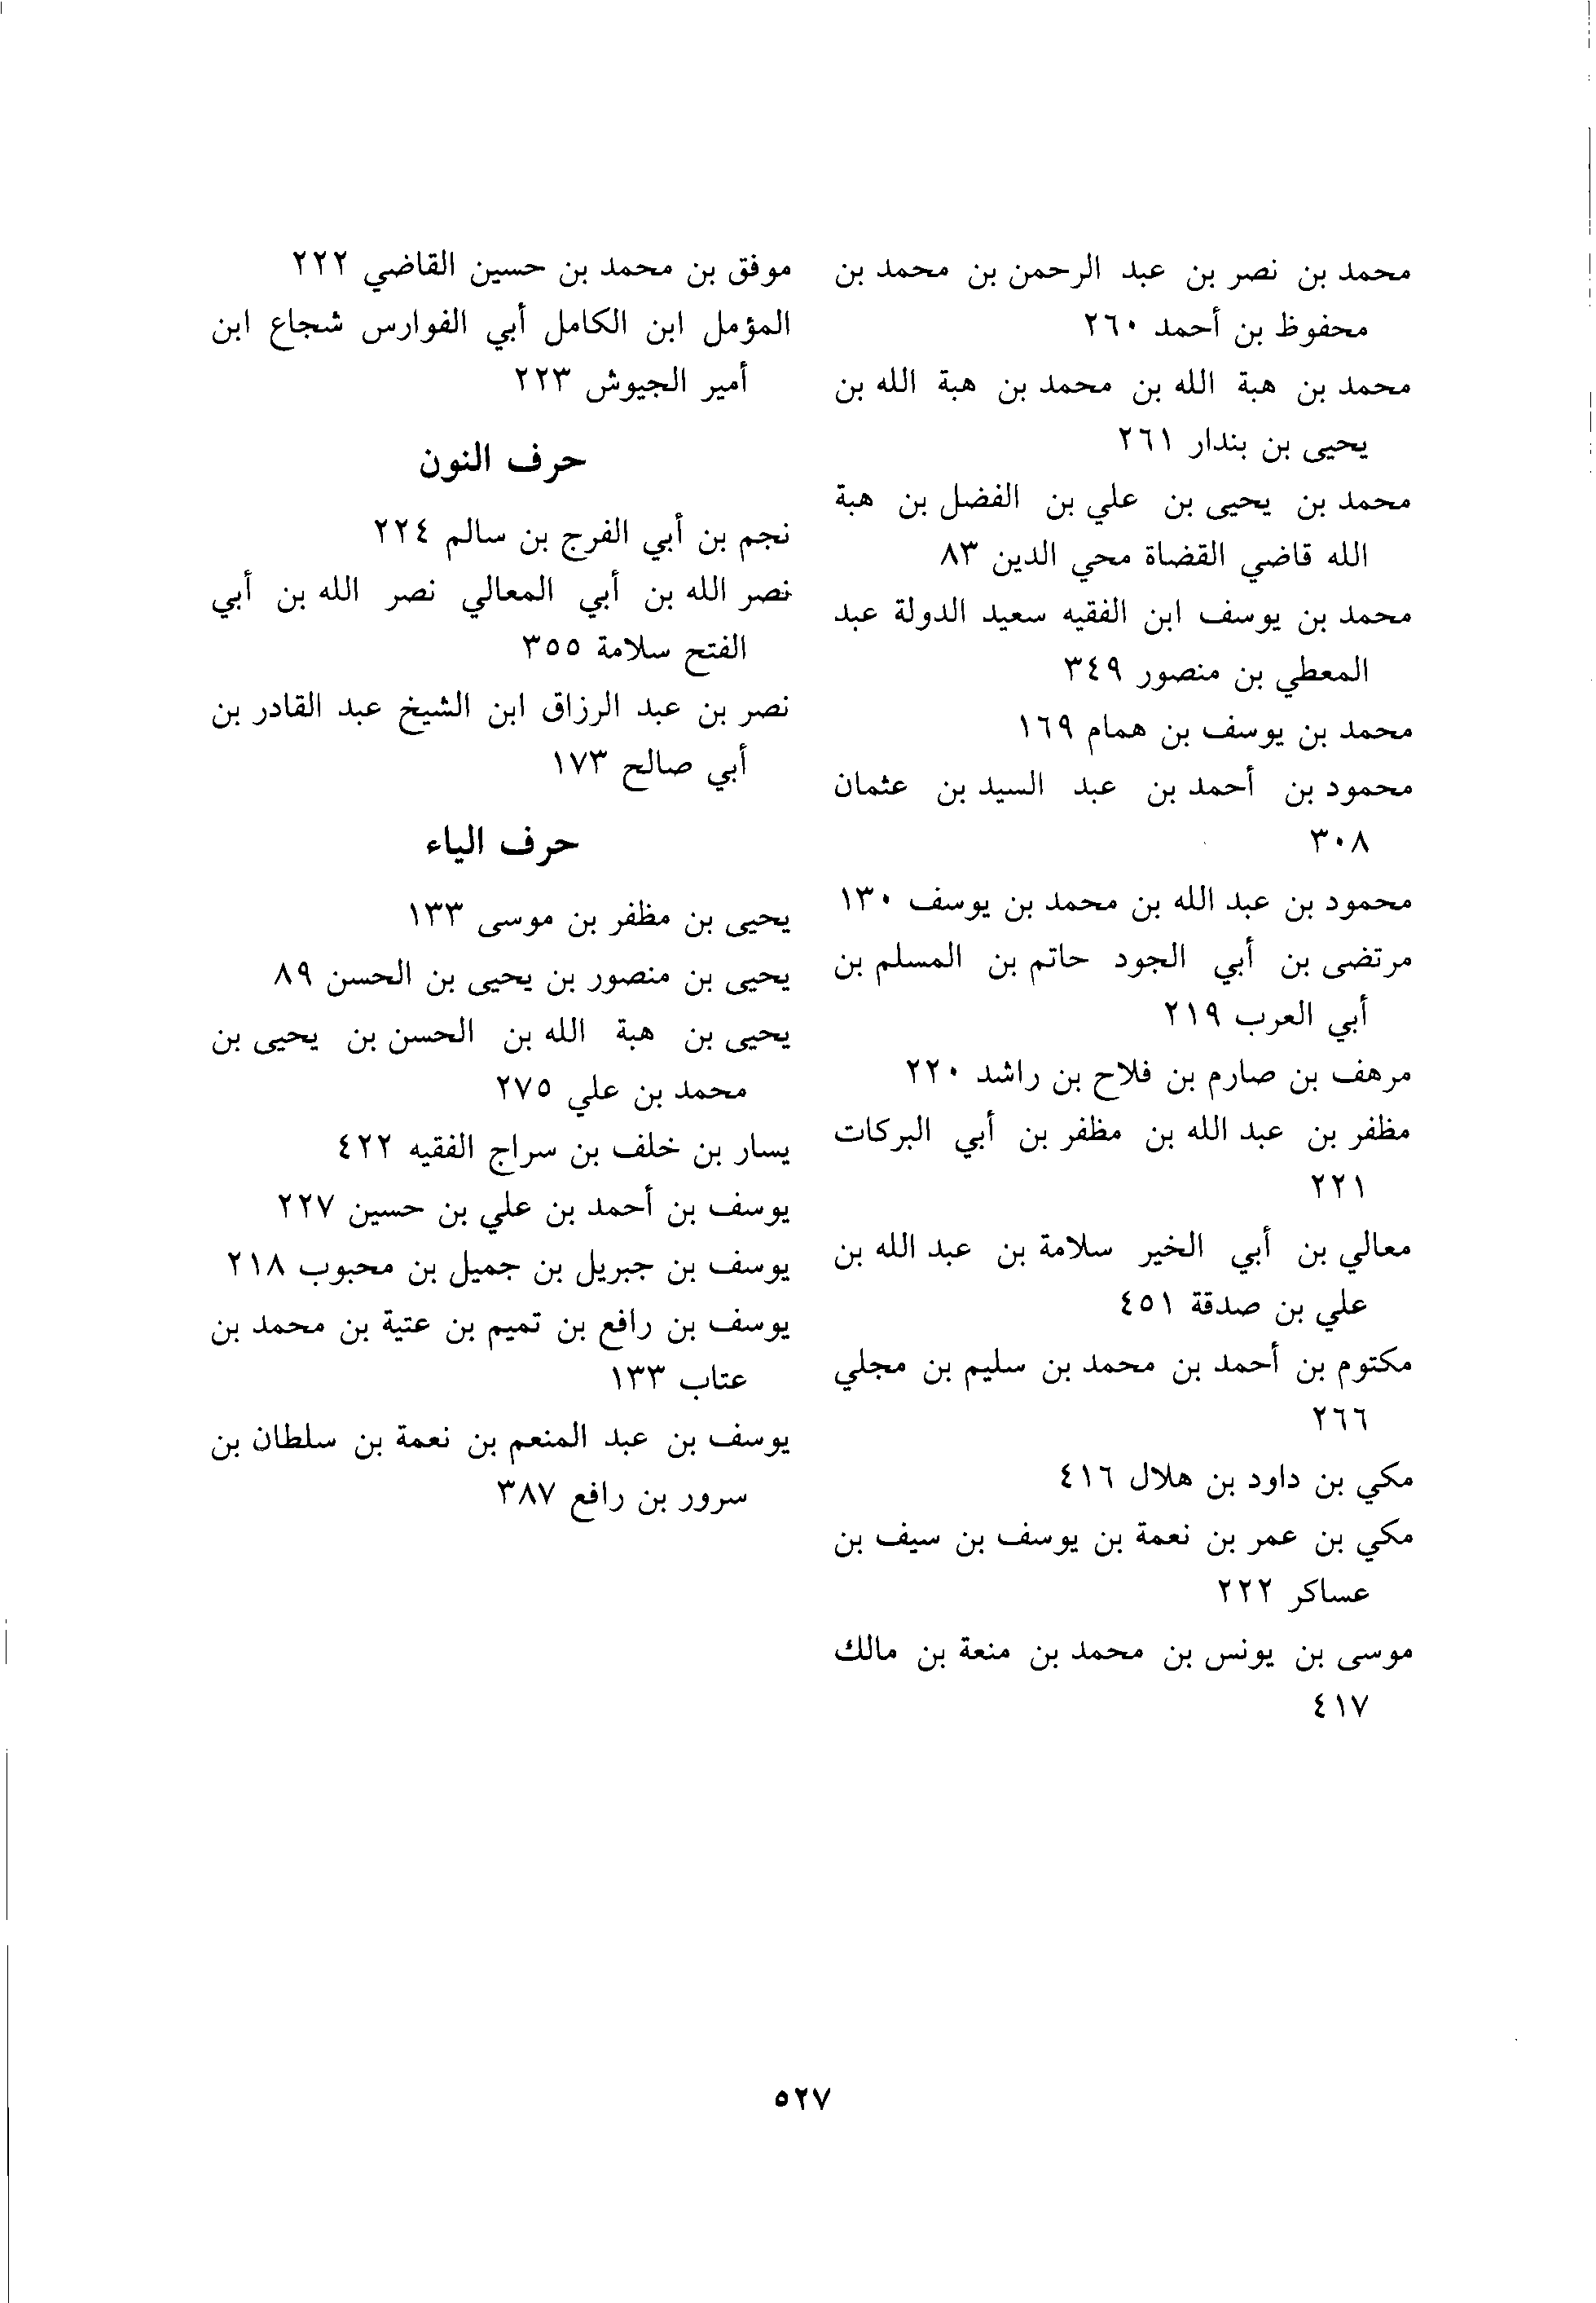 محمد بن نصر بن عبد الرحمن بن محمد بن
محفوظ بن أحمد ٢٦٠
محمد بن هبة الله بن محمد بن هبة الله بن
يحيى بن بندار ٢٦١
محمد بن يحيى بن علي بن الفضل بن هبة
الله قاضي القضاة محي الدين ٨٣
محمد بن يوسف ابن الفقيه سعيد الدولة عبد
المعطي بن منصور ٣٤٩
محمد بن يوسف بن همام ١٦٩
محمود بن أحمد بن عبد السيد بن عثمان
٣٠٨
محمود بن عبد الله بن محمد بن يوسف ١٣٠
مرتضى بن أبي الجود حاتم بن المسلم بن
أبي العرب ٢١٩
مرهف بن صارم بن فلاح بن راشد ٢٢٠
مظفر بن عبد الله بن مظفر بن أبي البركات
٢٢١
معالي بن أبي الخير سلامة بن عبد الله بن
علي بن صدقة ٤٥١
مكتوم بن أحمد بن محمد بن سليم بن مجلي
٢٦٦
مكي بن داود بن هلال ٤١٦
مكي بن عمر بن نعمة بن يوسف بن سيف بن
عساكر ٢٢٢
موسى بن يونس بن محمد بن منعة بن مالك
٤١٧
موفق بن محمد بن حسين القاضي ٢٢٢
المؤمل ابن الكامل أبي الفوارس شجاع ابن
أمير الجيوش ٢٢٣
حرف النون
نجم بن أبي الفرج بن سالم ٢٢٤
نصر الله بن أبي المعالي نصر الله بن أبي
الفتح سلامة ٣٥٥
نصر بن عبد الرزاق ابن الشيخ عبد القادر بن
أبي صالح ١٧٣
حرف الياء
يحيى بن مظفر بن موسى ١٣٣
يحيى بن منصور بن يحيى بن الحسن ٨٩
يحيى بن هبة الله بن الحسن بن يحيى بن
محمد بن علي ٢٧٥
يسار بن خلف بن سراج الفقيه ٤٢٢
يوسف بن أحمد بن علي بن حسين ٢٢٧
يوسف بن جبريل بن جميل بن محبوب ٢١٨
يوسف بن رافع بن تميم بن عتية بن محمد بن
عتاب ١٣٣
يوسف بن عبد المنعم بن نعمة بن سلطان بن
سرور بن رافع ٣٨٧
٥٢٧